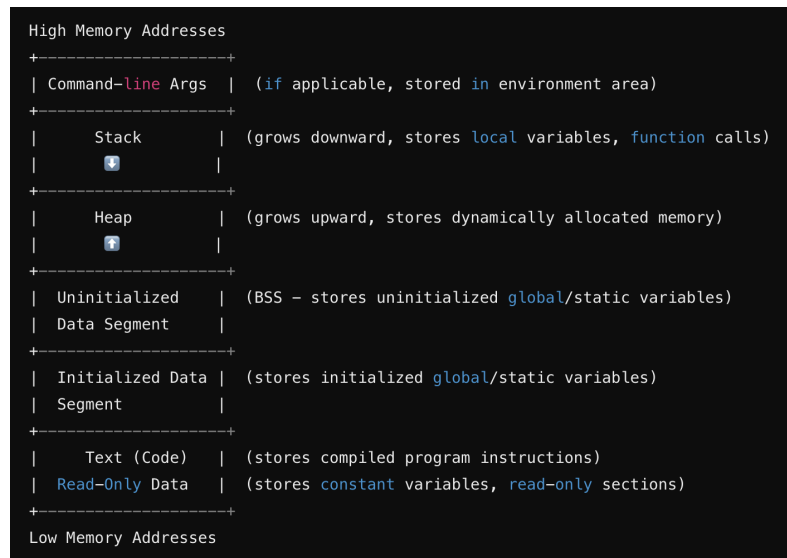 High Memory Addresses
+--------------------+
| Command-line Args  |  (if applicable, stored in environment area)
+--------------------+
|      Stack        | (grows downward, stores local variables, function calls)
|       ⬇️          |
+--------------------+
|      Heap         | (grows upward, stores dynamically allocated memory)
|       ⬆️          |
+--------------------+
|  Uninitialized    | (BSS – stores uninitialized global/static variables)
|  Data Segment     |
+--------------------+
|  Initialized Data | (stores initialized global/static variables)
|  Segment          |
+--------------------+
|     Text (Code)   | (stores compiled program instructions)
|  Read-Only Data   | (stores constant variables, read-only sections)
+--------------------+
Low Memory Addresses